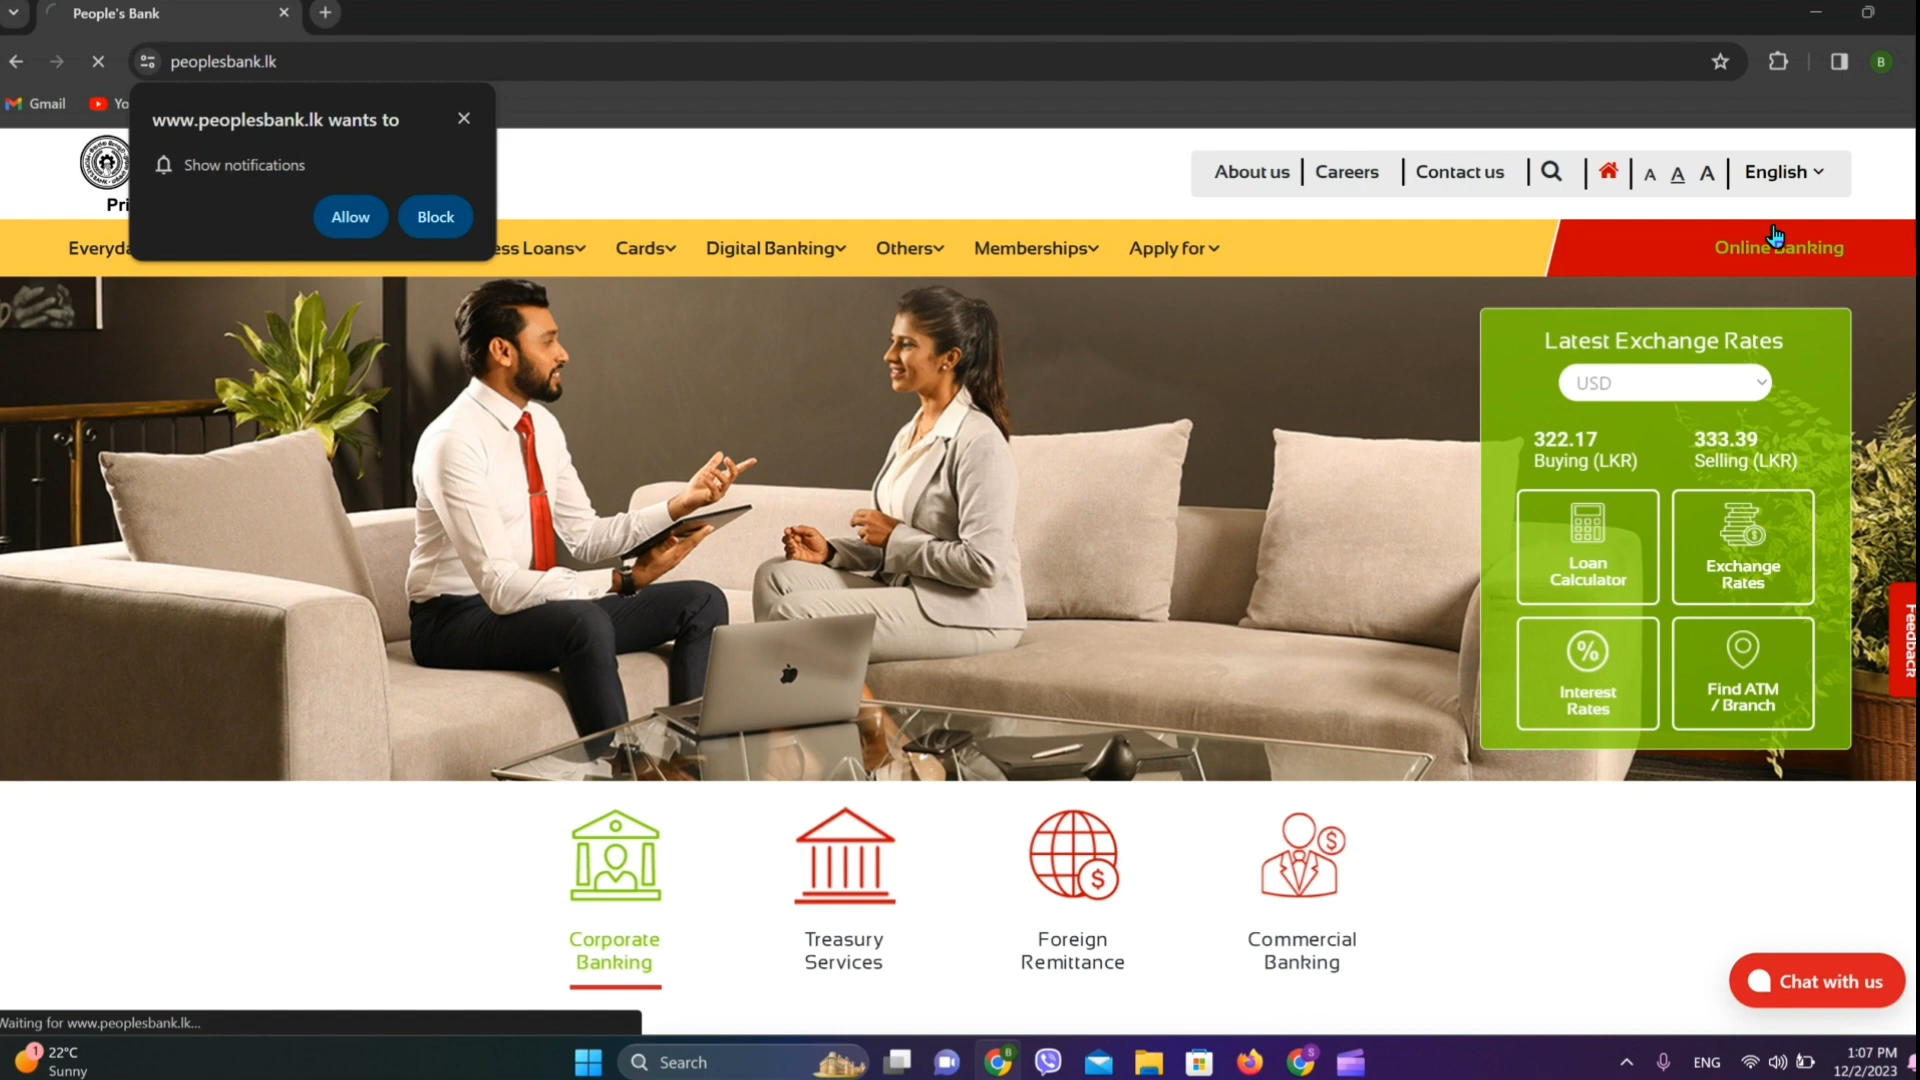 People's Bank
peoplesbank.lk
Gmail
Yo
www.peoplesbank.lk wants to
Show notifications
Allow
Block
Pri
About us
Careers
Contact us
A A A
English
Everyda
ess Loans
Cards
Digital Banking
Others
Memberships
Apply for
Online Banking
Latest Exchange Rates
USD
322.17
Buying (LKR)
333.39
Selling (LKR)
Loan
Calculator
Exchange
Rates
Interest
Rates
Find ATM
/ Branch
Feedback
Corporate
Banking
Treasury
Services
Foreign
Remittance
Commercial
Banking
Chat with us
Waiting for www.peoplesbank.lk...
1
22°C
Sunny
Search
ENG
1:07 PM
12/2/2023